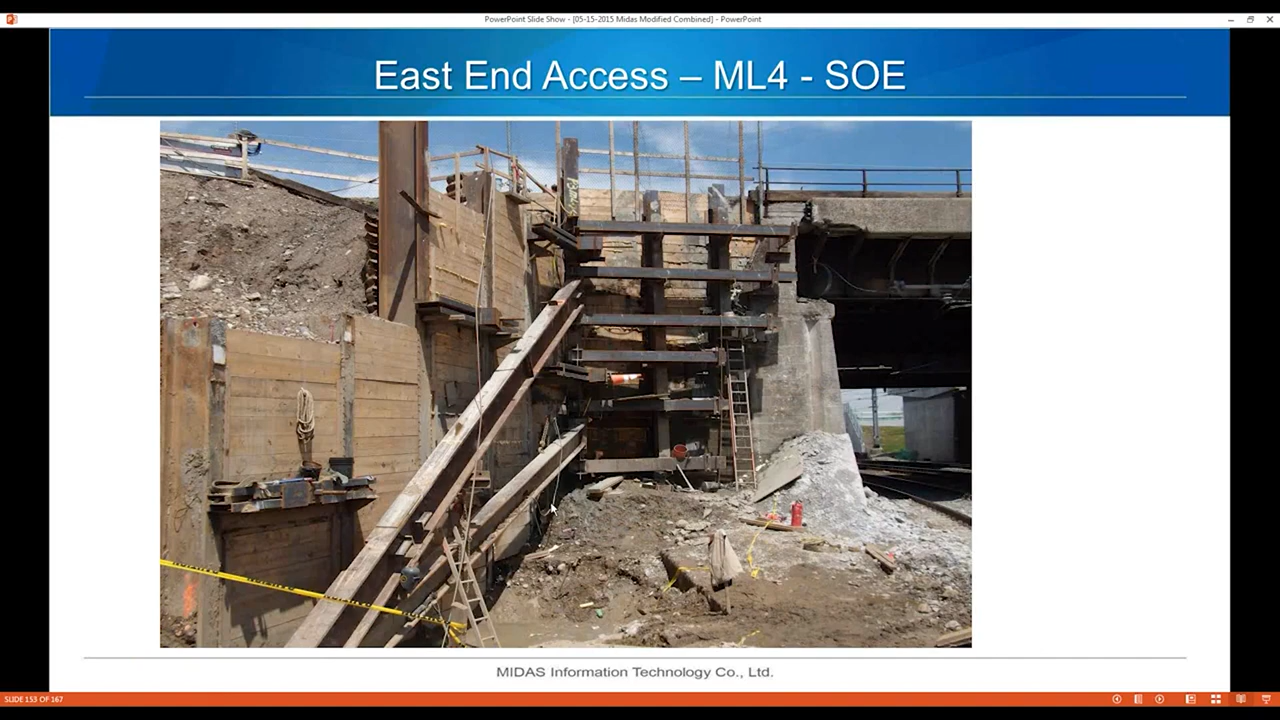 PowerPoint Slide Show - [05-15-2015 Midas Modified Combined] - PowerPoint
East End Access – ML4 - SOE
MIDAS Information Technology Co., Ltd.
SLIDE 153 OF 167